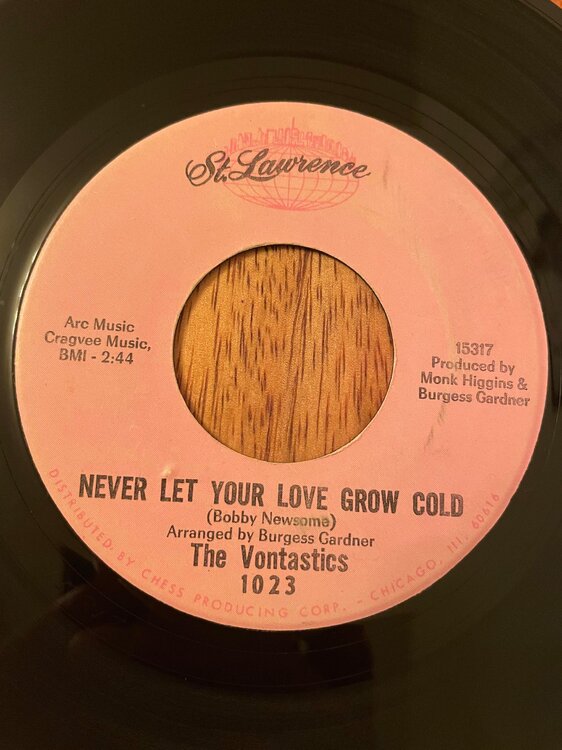 St. Lawrence
Arc Music
Cragvee Music,
BMI - 2:44
15317
Produced by
Monk Higgins &
Burgess Gardner
NEVER LET YOUR LOVE GROW COLD
(Bobby Newsome)
Arranged by Burgess Gardner
The Vontastics
1023
DISTRIBUTED BY CHESS PRODUCING CORP. - CHICAGO, ILL. 60616